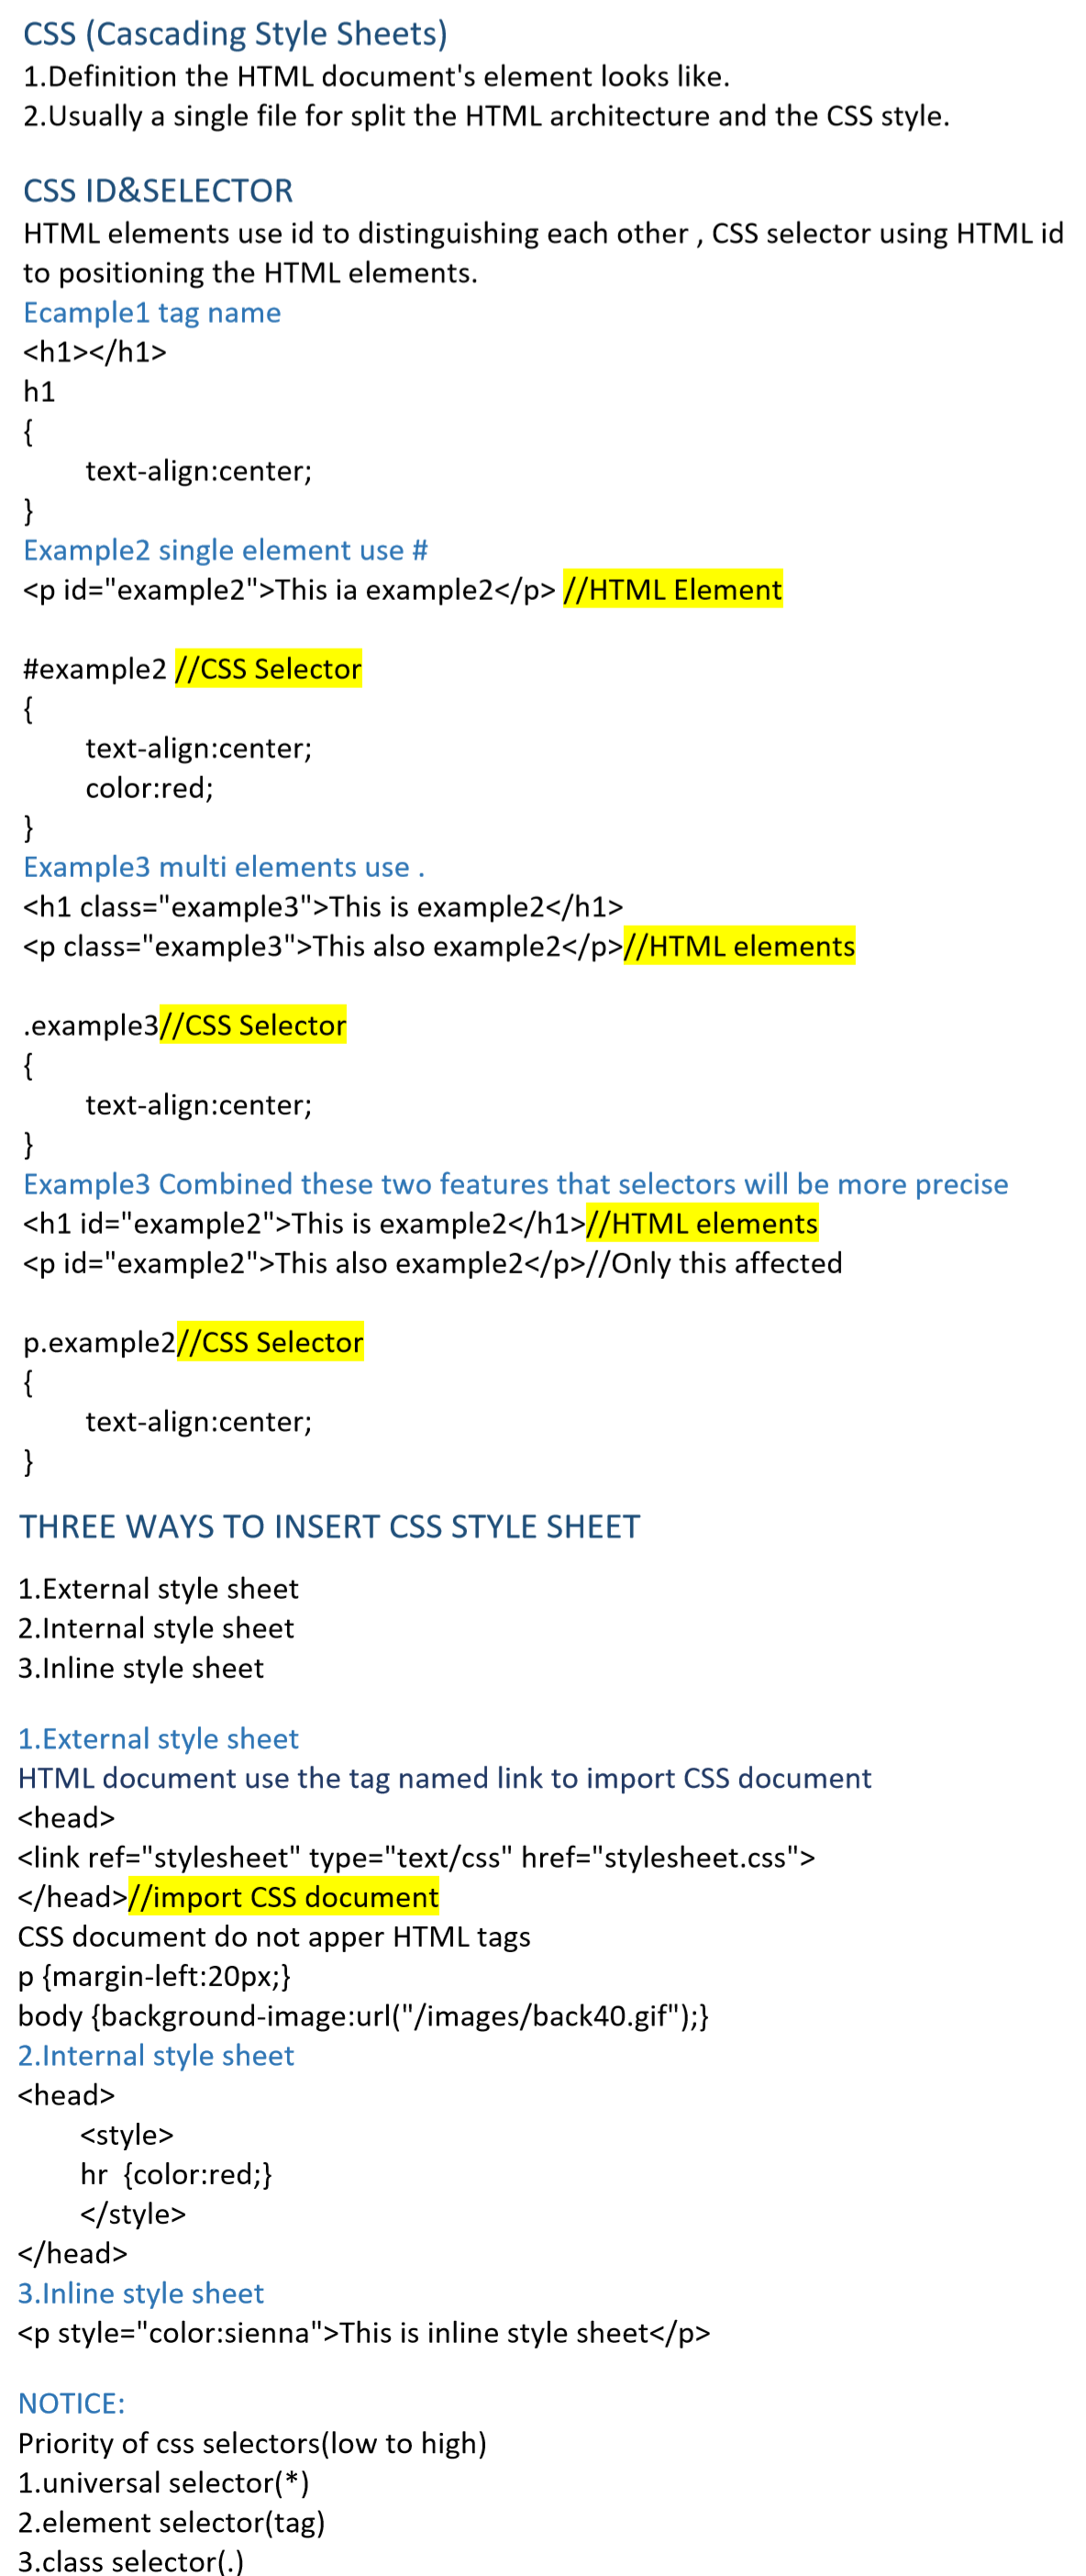 CSS (Cascading Style Sheets)
1.Definition the HTML document's element looks like.
2.Usually a single file for split the HTML architecture and the CSS style.
CSS ID&SELECTOR
HTML elements use id to distinguishing each other , CSS selector using HTML id
to positioning the HTML elements.
Ecample1 tag name
<h1></h1>
h1
{
text-align:center;
}
Example2 single element use #
<p id="example2">This ia example2</p> //HTML Element
#example2 //CSS Selector
{
text-align:center;
color:red;
}
Example3 multi elements use .
<h1 class="example3">This is example2</h1>
<p class="example3">This also example2</p>//HTML elements
.example3//CSS Selector
{
text-align:center;
}
Example3 Combined these two features that selectors will be more precise
<h1 id="example2">This is example2</h1>//HTML elements
<p id="example2">This also example2</p>//Only this affected
p.example2//CSS Selector
{
text-align:center;
}
THREE WAYS TO INSERT CSS STYLE SHEET
1.External style sheet
2.Internal style sheet
3.Inline style sheet
1.External style sheet
HTML document use the tag named link to import CSS document
<head>
<link ref="stylesheet" type="text/css" href="stylesheet.css">
</head>//import CSS document
CSS document do not apper HTML tags
p {margin-left:20px;}
body {background-image:url("/images/back40.gif");}
2.Internal style sheet
<head>
<style>
hr  {color:red;}
</style>
</head>
3.Inline style sheet
<p style="color:sienna">This is inline style sheet</p>
NOTICE:
Priority of css selectors(low to high)
1.universal selector(*)
2.element selector(tag)
3.class selector(.)